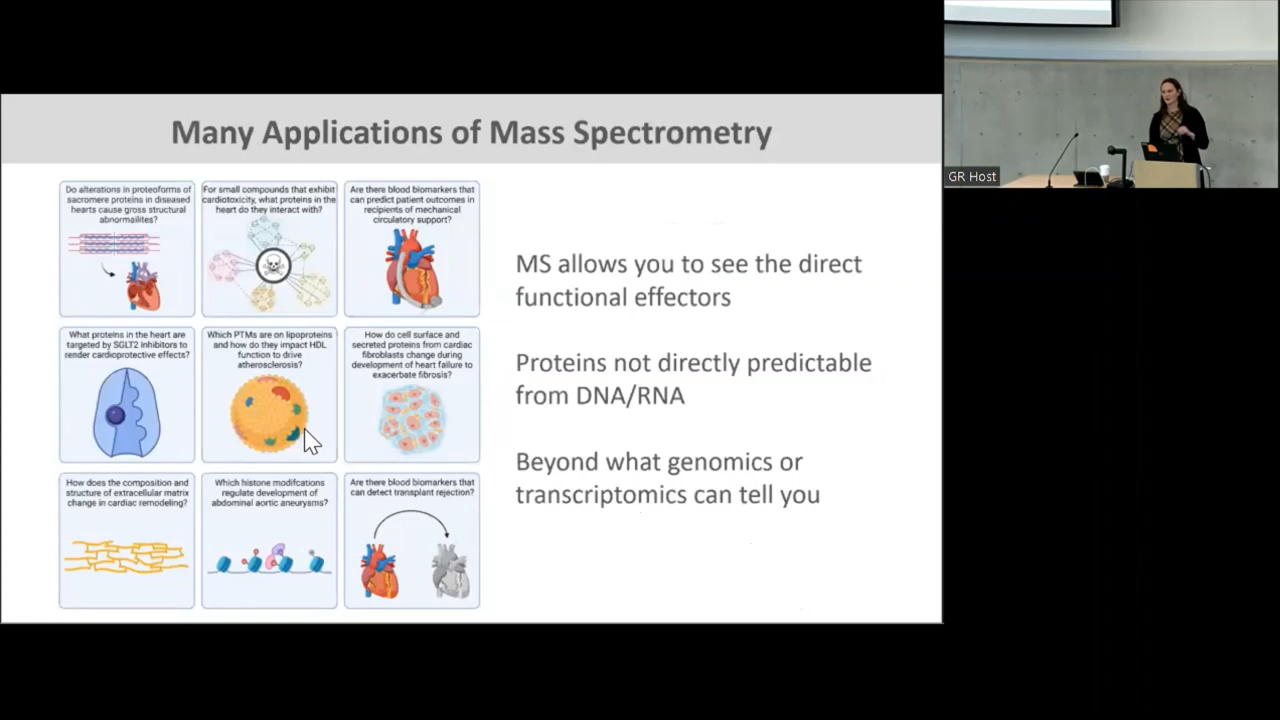 Many Applications of Mass Spectrometry
GR Host
Do alterations in proteoforms of
sacromere proteins in diseased
hearts cause gross structural
abnormailites?
For small compounds that exhibit
cardiotoxicity, what proteins in the
heart do they interact with?
Are there blood biomarkers that
can predict patient outcomes in
recipients of mechanical
circulatory support?
What proteins in the heart are
targeted by SGLT2 Inhibitors to
render cardioprotective effects?
Which PTMs are on lipoproteins
and how do they impact HDL
function to drive
atherosclerosis?
How do cell surface and
secreted proteins from cardiac
fibroblasts change during
development of heart failure to
exacerbate fibrosis?
How does the composition and
structure of extracellular matrix
change in cardiac remodeling?
Which histone modifcations
regulate development of
abdominal aortic aneurysms?
Are there blood biomarkers that
can detect transplant rejection?
MS allows you to see the direct
functional effectors
Proteins not directly predictable
from DNA/RNA
Beyond what genomics or
transcriptomics can tell you